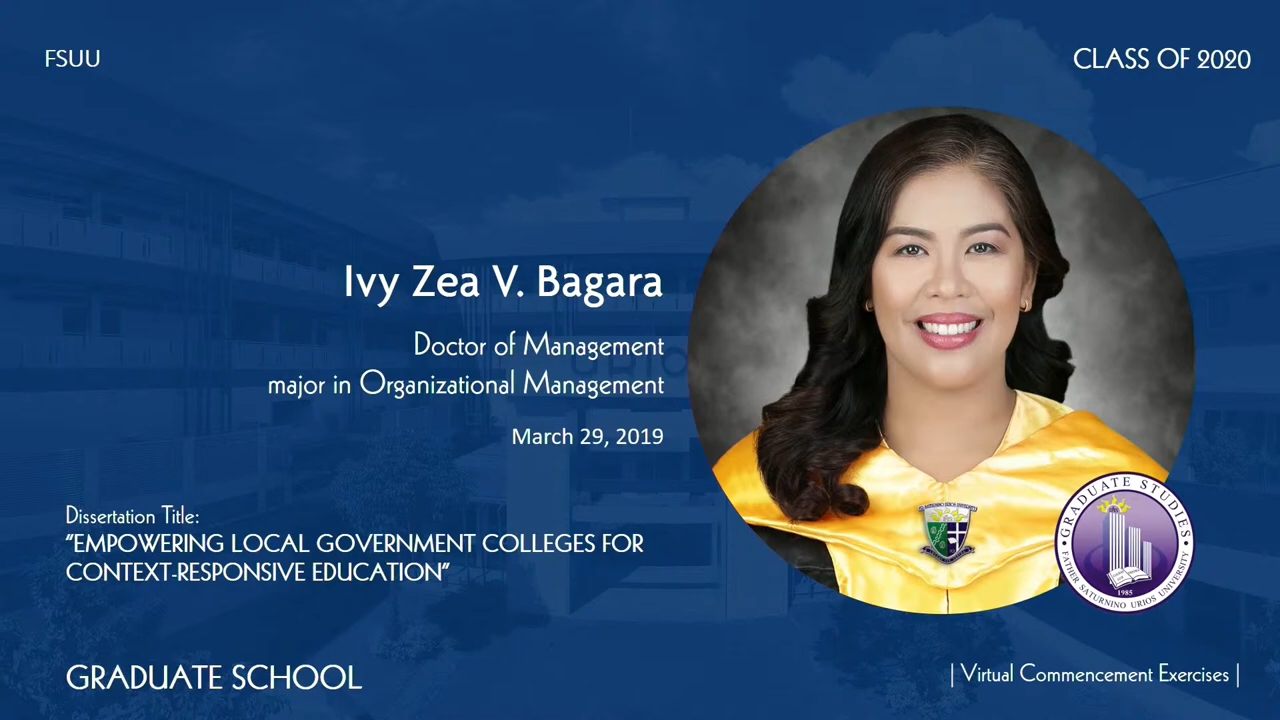 FSUU
CLASS OF 2020
Ivy Zea V. Bagara
Doctor of Management
major in Organizational Management
March 29, 2019
Dissertation Title:
"EMPOWERING LOCAL GOVERNMENT COLLEGES FOR
CONTEXT-RESPONSIVE EDUCATION"
GRADUATE STUDIES
FATHER SATURNINO URIOS UNIVERSITY
1985
GRADUATE SCHOOL
| Virtual Commencement Exercises |